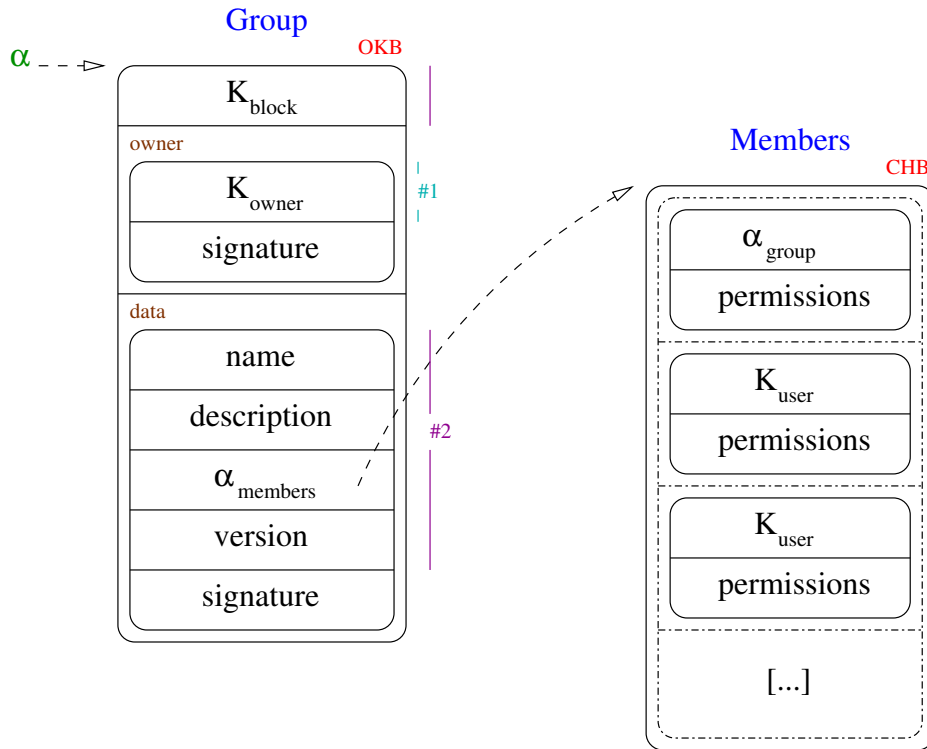 Group
OKB
α
K_block
owner
K_owner
#1
signature
data
name
description
#2
α_members
version
signature
Members
CHB
α_group
permissions
K_user
permissions
K_user
permissions
[...]